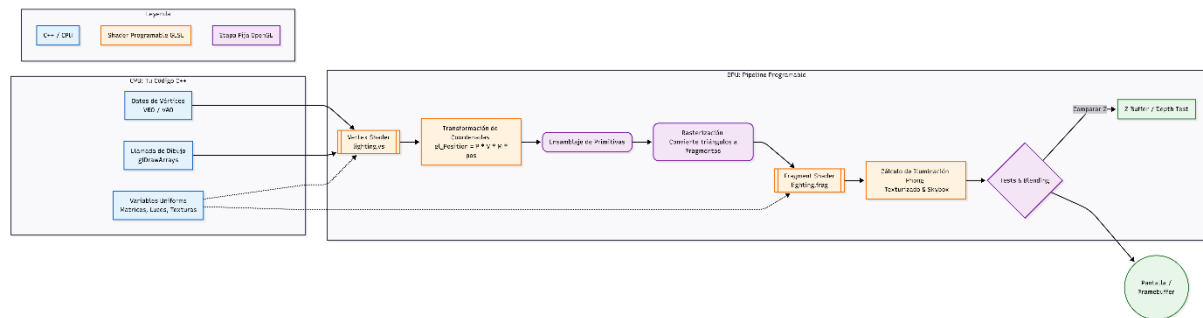 Leyenda
C++ / CPU
Shader Programable GLSL
Etapa Fija OpenGL
CPU: Tu Código C++
GPU: Pipeline Programable
Datos de Vértices
VBO / VAO
Llamada de Dibujo
glDrawArrays
Variables Uniforms
Matrices, Luces, Texturas
Vertex Shader
lighting.vs
Transformación de
Coordenadas
gl_Position = P * V * M *
pos
Ensamblaje de Primitivas
Rasterización
Convierte triángulos a
Fragmentos
Fragment Shader
lighting.frag
Cálculo de Iluminación
Phong
Texturizado & Skybox
Tests & Blending
Comparar Z
Z Buffer / Depth Test
Pantalla /
Framebuffer